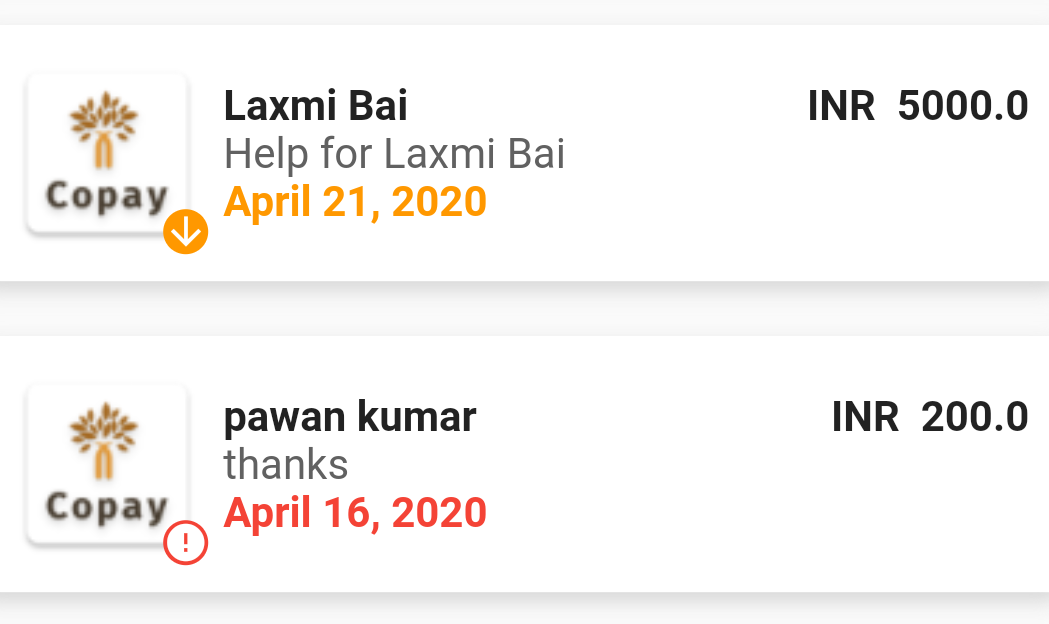 Laxmi Bai INR 5000.0
Help for Laxmi Bai
April 21, 2020
Copay
pawan kumar INR 200.0
thanks
April 16, 2020
Copay